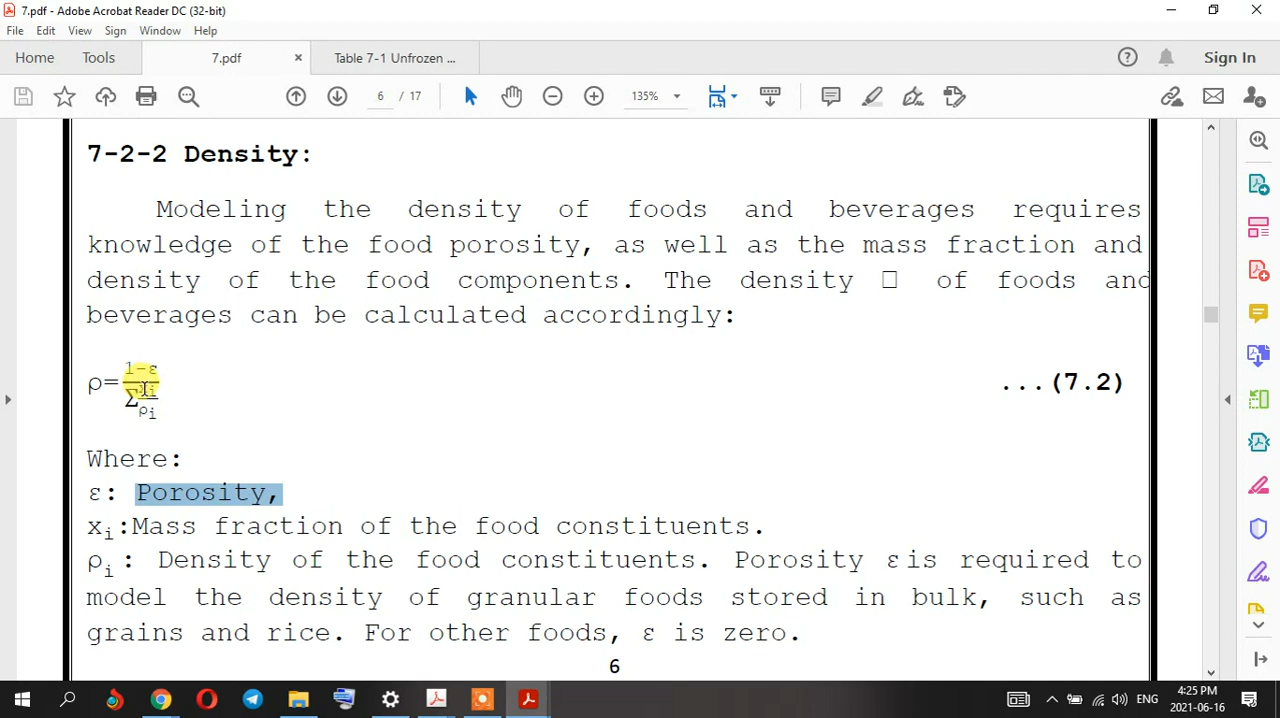 7.pdf - Adobe Acrobat Reader DC (32-bit)
File Edit View Sign Window Help
Home Tools 7.pdf × Table 7-1 Unfrozen ... Sign In
6 / 17 135%
7-2-2 Density:
Modeling the density of foods and beverages requires
knowledge of the food porosity, as well as the mass fraction and
density of the food components. The density □ of foods and
beverages can be calculated accordingly:
1−ε
ρ= ...(7.2)
∑ xi
ρi
Where:
ε: Porosity,
xi:Mass fraction of the food constituents.
ρi: Density of the food constituents. Porosity ε is required to
model the density of granular foods stored in bulk, such as
grains and rice. For other foods, ε is zero.
6
ENG 4:25 PM
2021-06-16